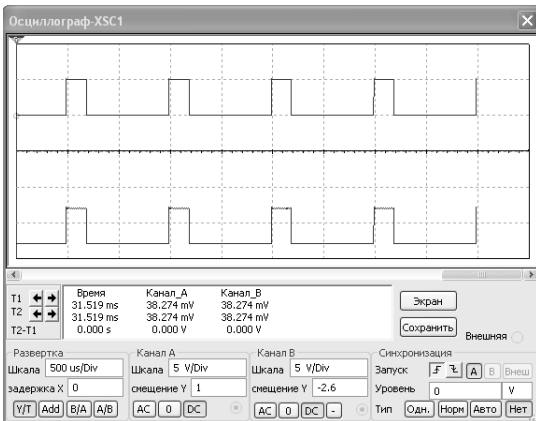 Осциллограф-XSC1
Время Канал_A Канал_B
T1 31.519 ms 38.274 mV 38.274 mV
T2 31.519 ms 38.274 mV 38.274 mV
T2-T1 0.000 s 0.000 V 0.000 V
Экран
Сохранить
Внешняя
Развертка
Шкала 500 us/Div
задержка X 0
Y/T Add B/A A/B
Канал A
Шкала 5 V/Div
смещение Y 1
AC 0 DC
Канал B
Шкала 5 V/Div
смещение Y -2.6
AC 0 DC -
Синхронизация
Запуск A B Внеш
Уровень 0 V
Тип Одн. Норм Авто Нет